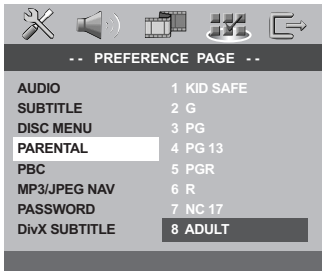 -- PREFERENCE PAGE --
AUDIO 1 KID SAFE
SUBTITLE 2 G
DISC MENU 3 PG
PARENTAL 4 PG 13
PBC 5 PGR
MP3/JPEG NAV 6 R
PASSWORD 7 NC 17
DivX SUBTITLE 8 ADULT